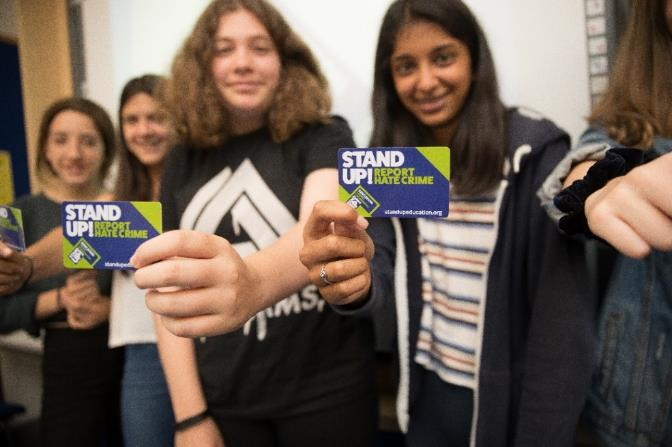 STAND
UP! REPORT
HATE CRIME
STAND
UP! REPORT
HATE CRIME
standupeducation.org